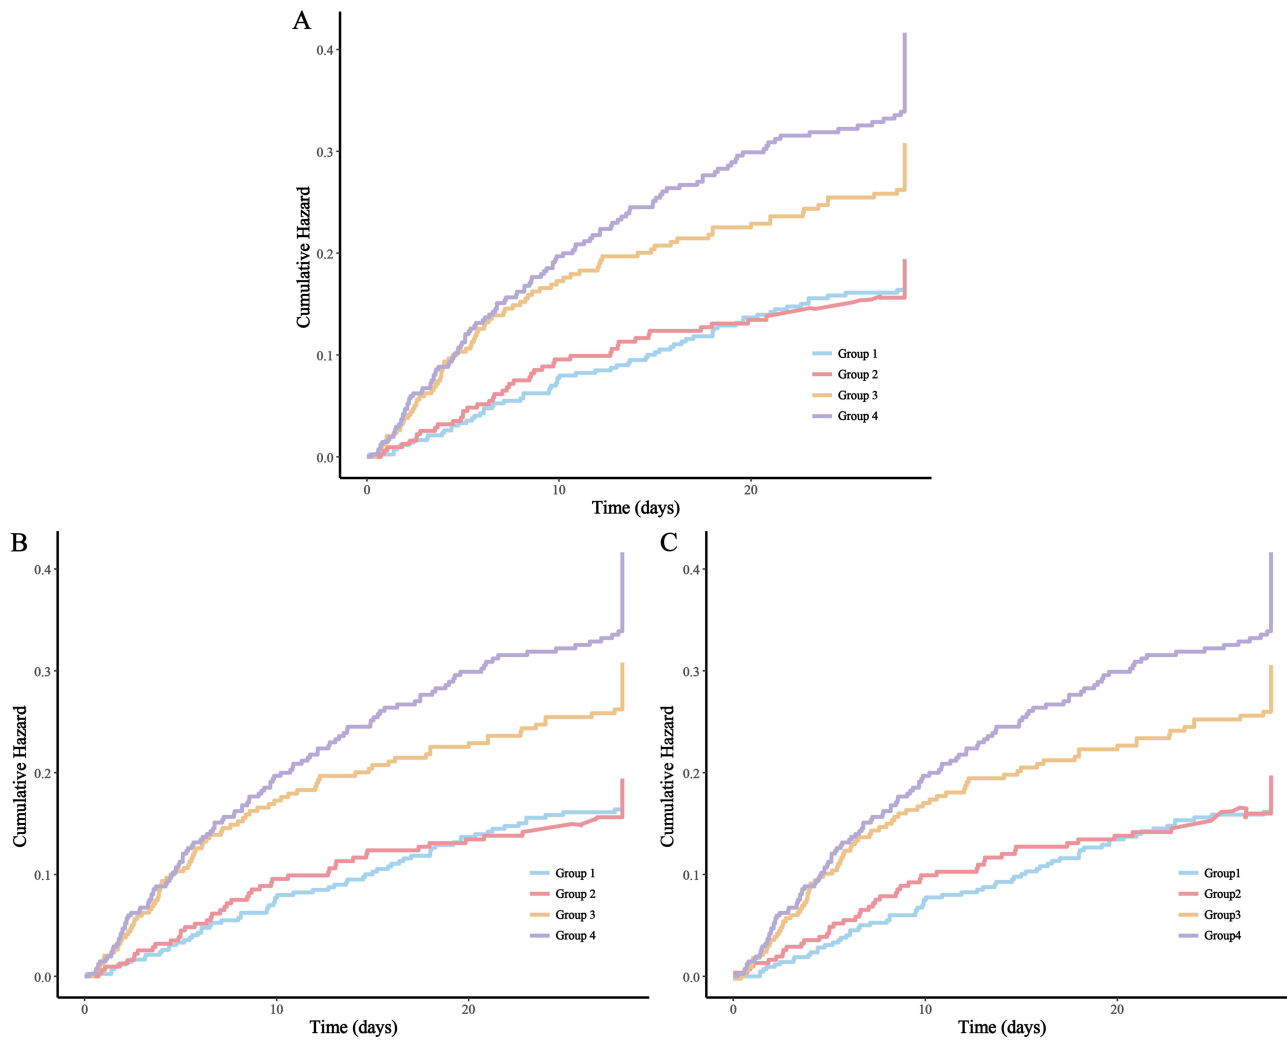 A
0.4
0.3
0.2
0.1
0.0
Cumulative Hazard
Group 1
Group 2
Group 3
Group 4
0 10 20
Time (days)
B
0.4
0.3
0.2
0.1
0.0
Cumulative Hazard
Group 1
Group 2
Group 3
Group 4
0 10 20
Time (days)
C
0.4
0.3
0.2
0.1
0.0
Cumulative Hazard
Group1
Group2
Group3
Group4
0 10 20
Time (days)